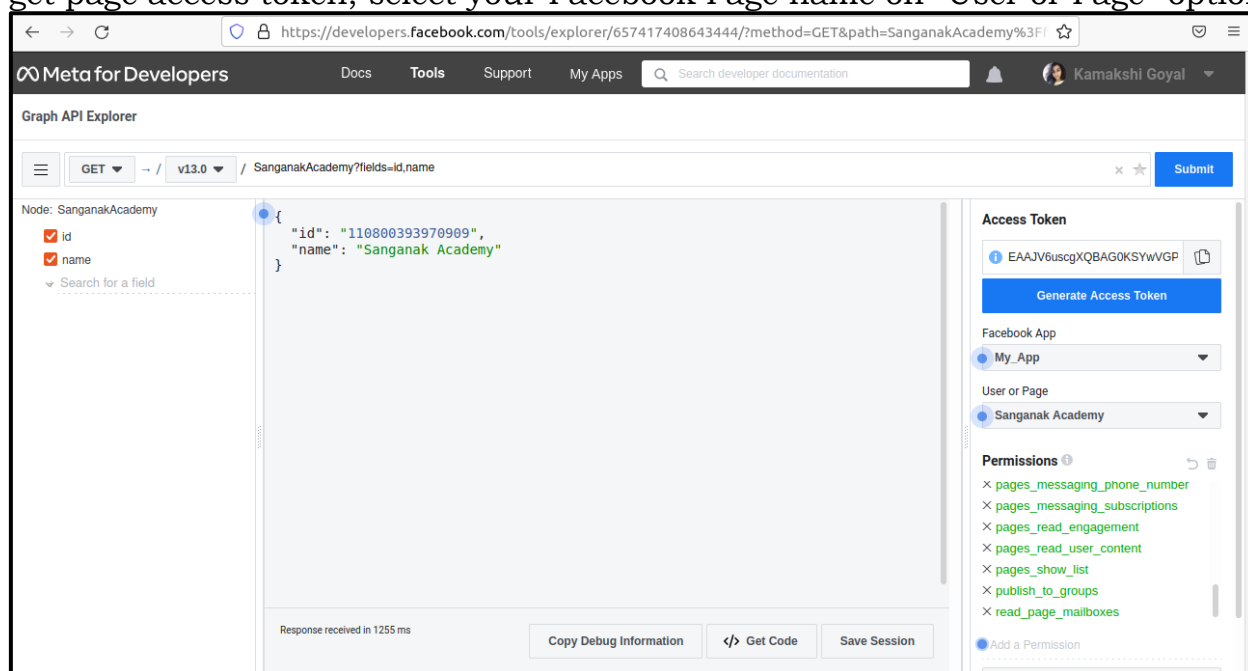 get page access token, select your Facebook Page name on "User or Page" option
https://developers.facebook.com/tools/explorer/657417408643444/?method=GET&path=SanganakAcademy%3Ff
Meta for Developers
Docs Tools Support My Apps Search developer documentation Kamakshi Goyal
Graph API Explorer
GET → / v13.0 / SanganakAcademy?fields=id,name Submit
Node: SanganakAcademy
id
name
Search for a field
{
"id": "110800393970909",
"name": "Sanganak Academy"
}
Response received in 1255 ms
Copy Debug Information
</> Get Code
Save Session
Access Token
EAAJV6uscgXQBAG0KSYwVGP
Generate Access Token
Facebook App
My_App
User or Page
Sanganak Academy
Permissions
pages_messaging_phone_number
pages_messaging_subscriptions
pages_read_engagement
pages_read_user_content
pages_show_list
publish_to_groups
read_page_mailboxes
Add a Permission